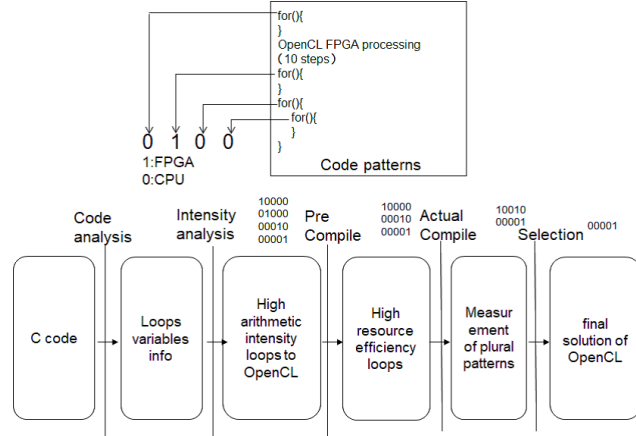 for(){
}
OpenCL FPGA processing
(10 steps)
for(){
}
for(){
for(){
}
}
0 1 0 0
1:FPGA
0:CPU
Code patterns
Code
analysis
Intensity
analysis
10000
01000
00010
00001
Pre
Compile
10000
00010
00001
Actual
Compile
10010
00001
Selection
00001
C code
Loops
variables
info
High
arithmetic
intensity
loops to
OpenCL
High
resource
efficiency
loops
Measur
ement
of plural
patterns
final
solution of
OpenCL